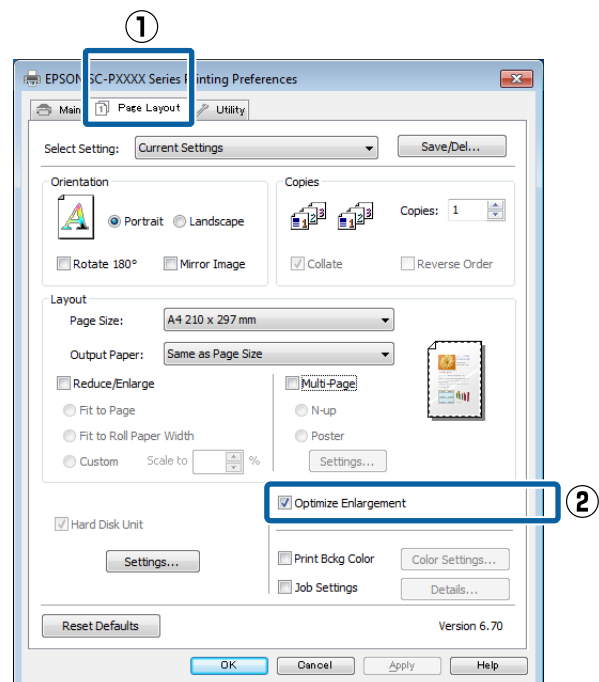 ①
EPSON SC-PXXXX Series Printing Preferences
Main Page Layout Utility
Select Setting: Current Settings Save/Del...
Orientation
Portrait Landscape
Rotate 180° Mirror Image
Copies
Copies: 1
Collate Reverse Order
Layout
Page Size: A4 210 x 297 mm
Output Paper: Same as Page Size
Reduce/Enlarge
Fit to Page
Fit to Roll Paper Width
Custom Scale to %
Multi-Page
N-up
Poster
Settings...
Optimize Enlargement
②
Hard Disk Unit
Settings...
Print Bckg Color Color Settings...
Job Settings Details...
Reset Defaults Version 6.70
OK Cancel Apply Help